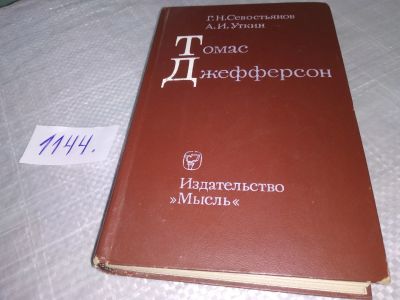 Г.Н.Севостьянов
А.И.Уткин
Томас
Джефферсон
1144.
Издательство
„Мысль“